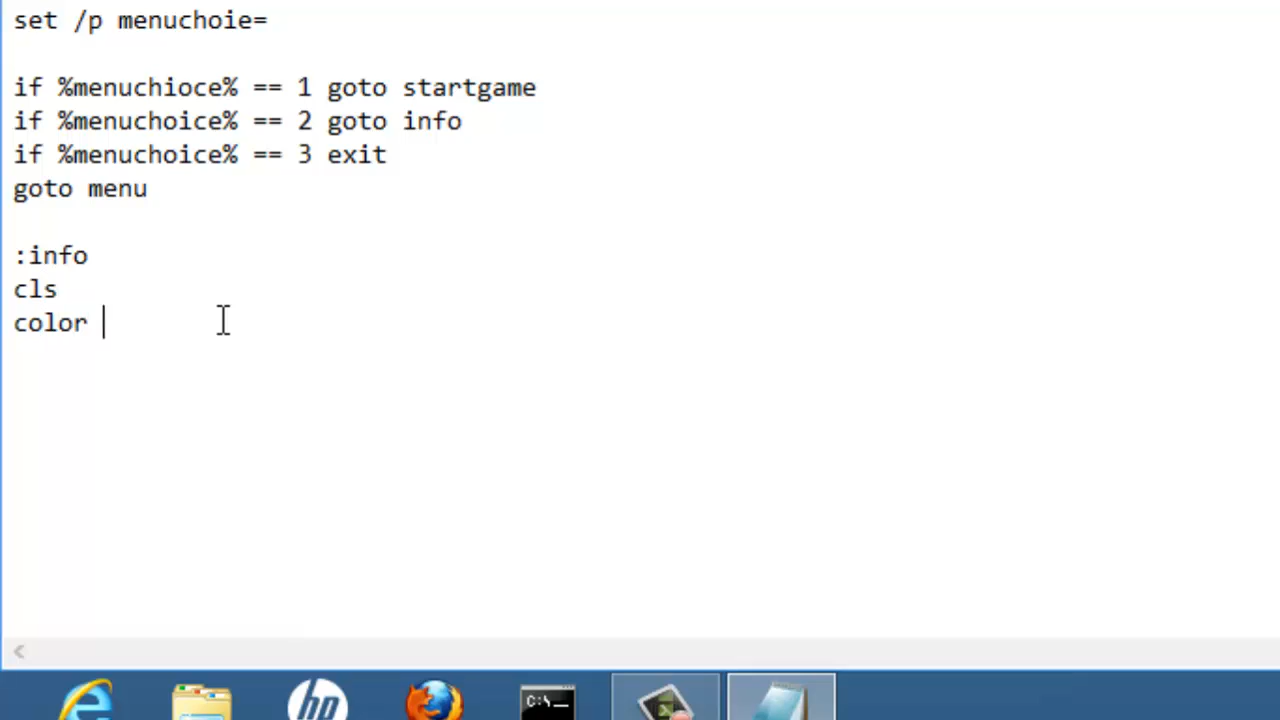 set /p menuchoie=
if %menuchioce% == 1 goto startgame
if %menuchoice% == 2 goto info
if %menuchoice% == 3 exit
goto menu
:info
cls
color
hp
C:\